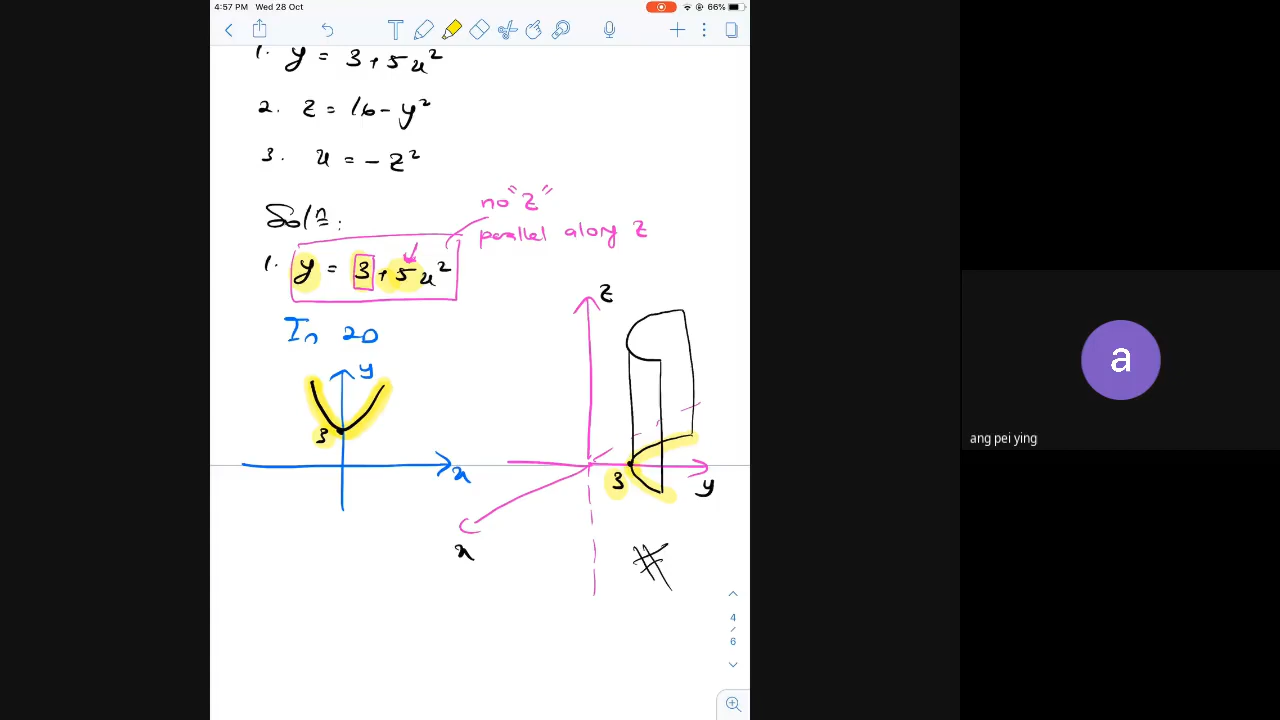 4:57 PM Wed 28 Oct
66%
T
1. y = 3 + 5x²
2. z = 16 - y²
3. x = - z²
Solñ:
no "z"
parallel along z
1. y = 3 + 5x²
In 2D
y
3
x
z
3
y
x
#
4
/
6
a
ang pei ying